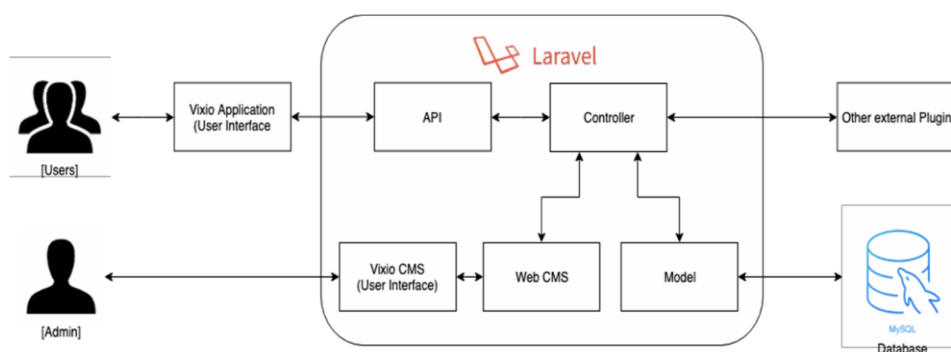 Laravel
Vixio Application
(User Interface
API
Controller
Other external Plugin
[Users]
Vixio CMS
(User Interface)
Web CMS
Model
MySQL
[Admin]
Database